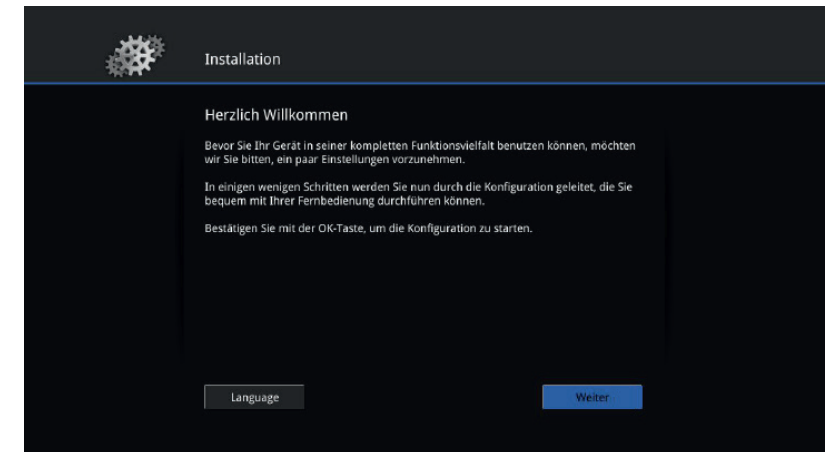 Installation
Herzlich Willkommen
Bevor Sie Ihr Gerät in seiner kompletten Funktionsvielfalt benutzen können, möchten
wir Sie bitten, ein paar Einstellungen vorzunehmen.
In einigen wenigen Schritten werden Sie nun durch die Konfiguration geleitet, die Sie
bequem mit Ihrer Fernbedienung durchführen können.
Bestätigen Sie mit der OK-Taste, um die Konfiguration zu starten.
Language
Weiter